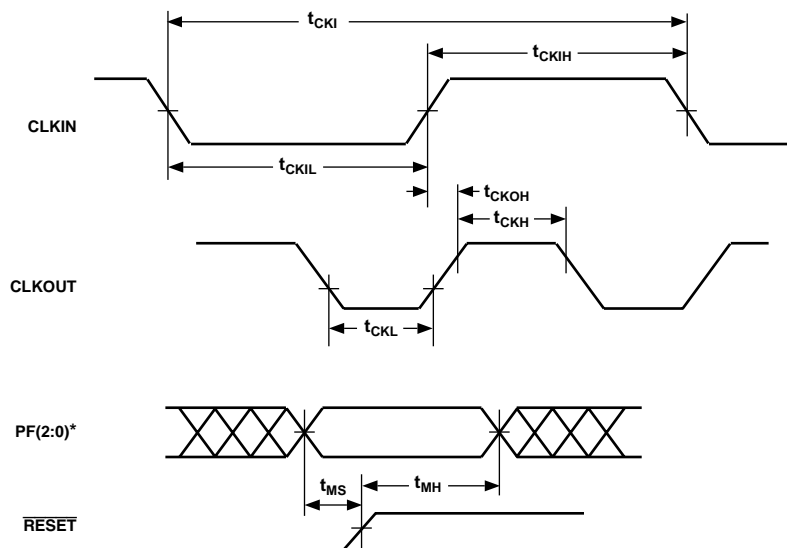 tCKI
tCKIH
CLKIN
tCKIL
tCKOH
tCKH
CLKOUT
tCKL
PF(2:0)*
tMS
tMH
RESET